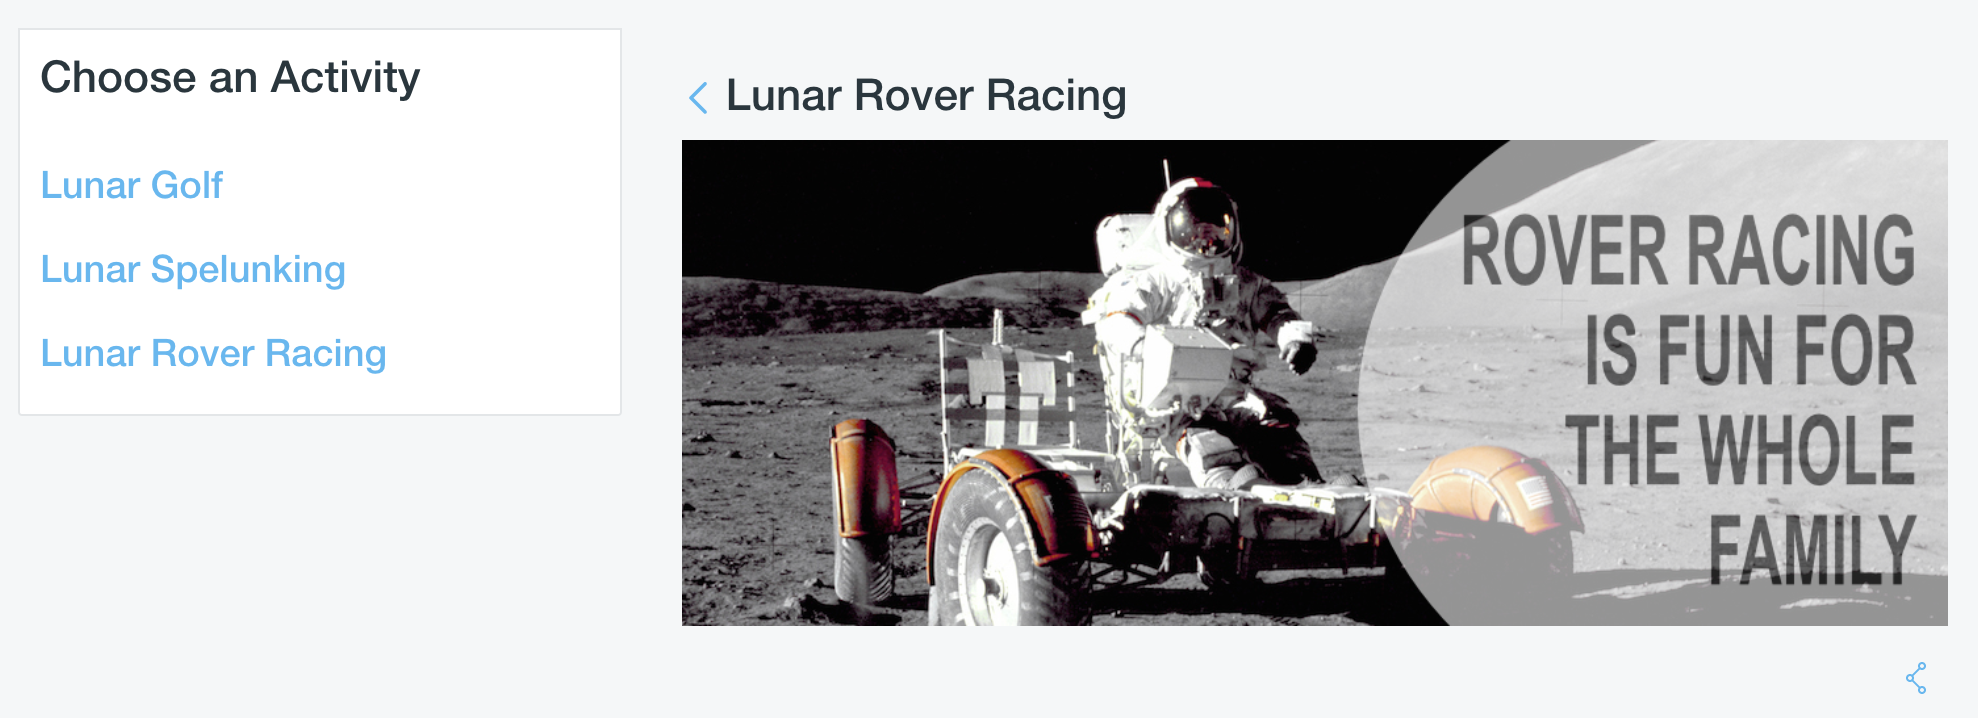 Choose an Activity
Lunar Golf
Lunar Spelunking
Lunar Rover Racing
Lunar Rover Racing
ROVER RACING
IS FUN FOR
THE WHOLE
FAMILY